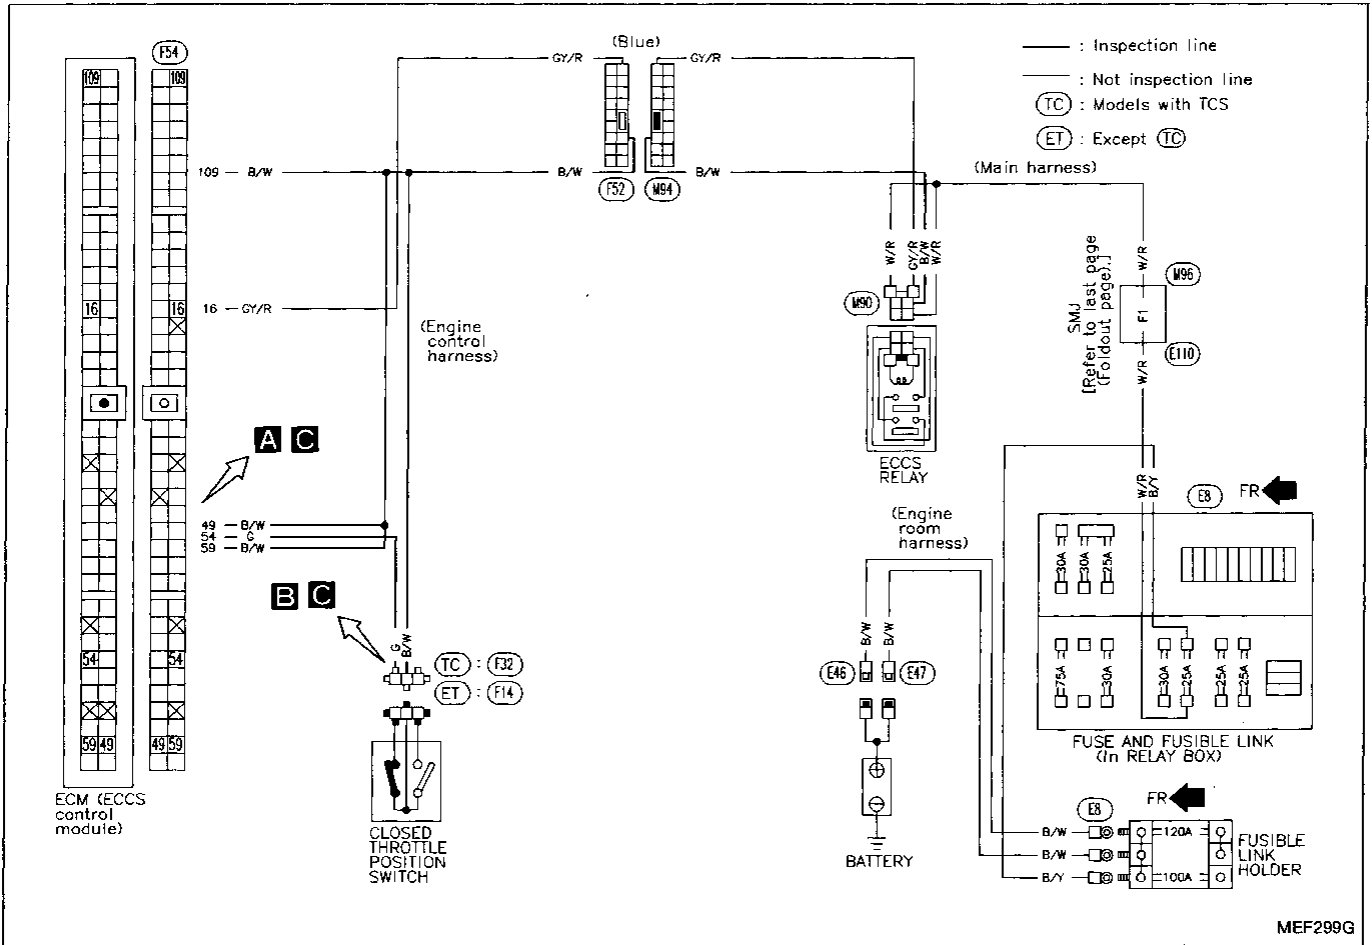 F54
(Blue)
GY/R
GY/R
: Inspection line
: Not inspection line
TC : Models with TCS
ET : Except TC
109
109
109 B/W
B/W
F52
M94
B/W
(Main harness)
W/R
GY/R
B/W
W/R
W/R
M96
M90
F1
SMJ
[Refer to last page
(Foldout page).]
E110
W/R
16
16
16 GY/R
(Engine
control
harness)
ECCS
RELAY
A C
W/R
B/Y
E8
FR
49 B/W
54 G
59 B/W
(Engine
room
harness)
30A
30A
25A
B C
G
B/W
B/W
B/W
TC : F32
ET : F14
E46
E47
75A
30A
30A
25A
25A
25A
54
54
59 49
49 59
FUSE AND FUSIBLE LINK
(In RELAY BOX)
ECM (ECCS
control
module)
CLOSED
THROTTLE
POSITION
SWITCH
BATTERY
FR
E8
B/W
120A
B/W
B/Y
100A
FUSIBLE
LINK
HOLDER
MEF299G